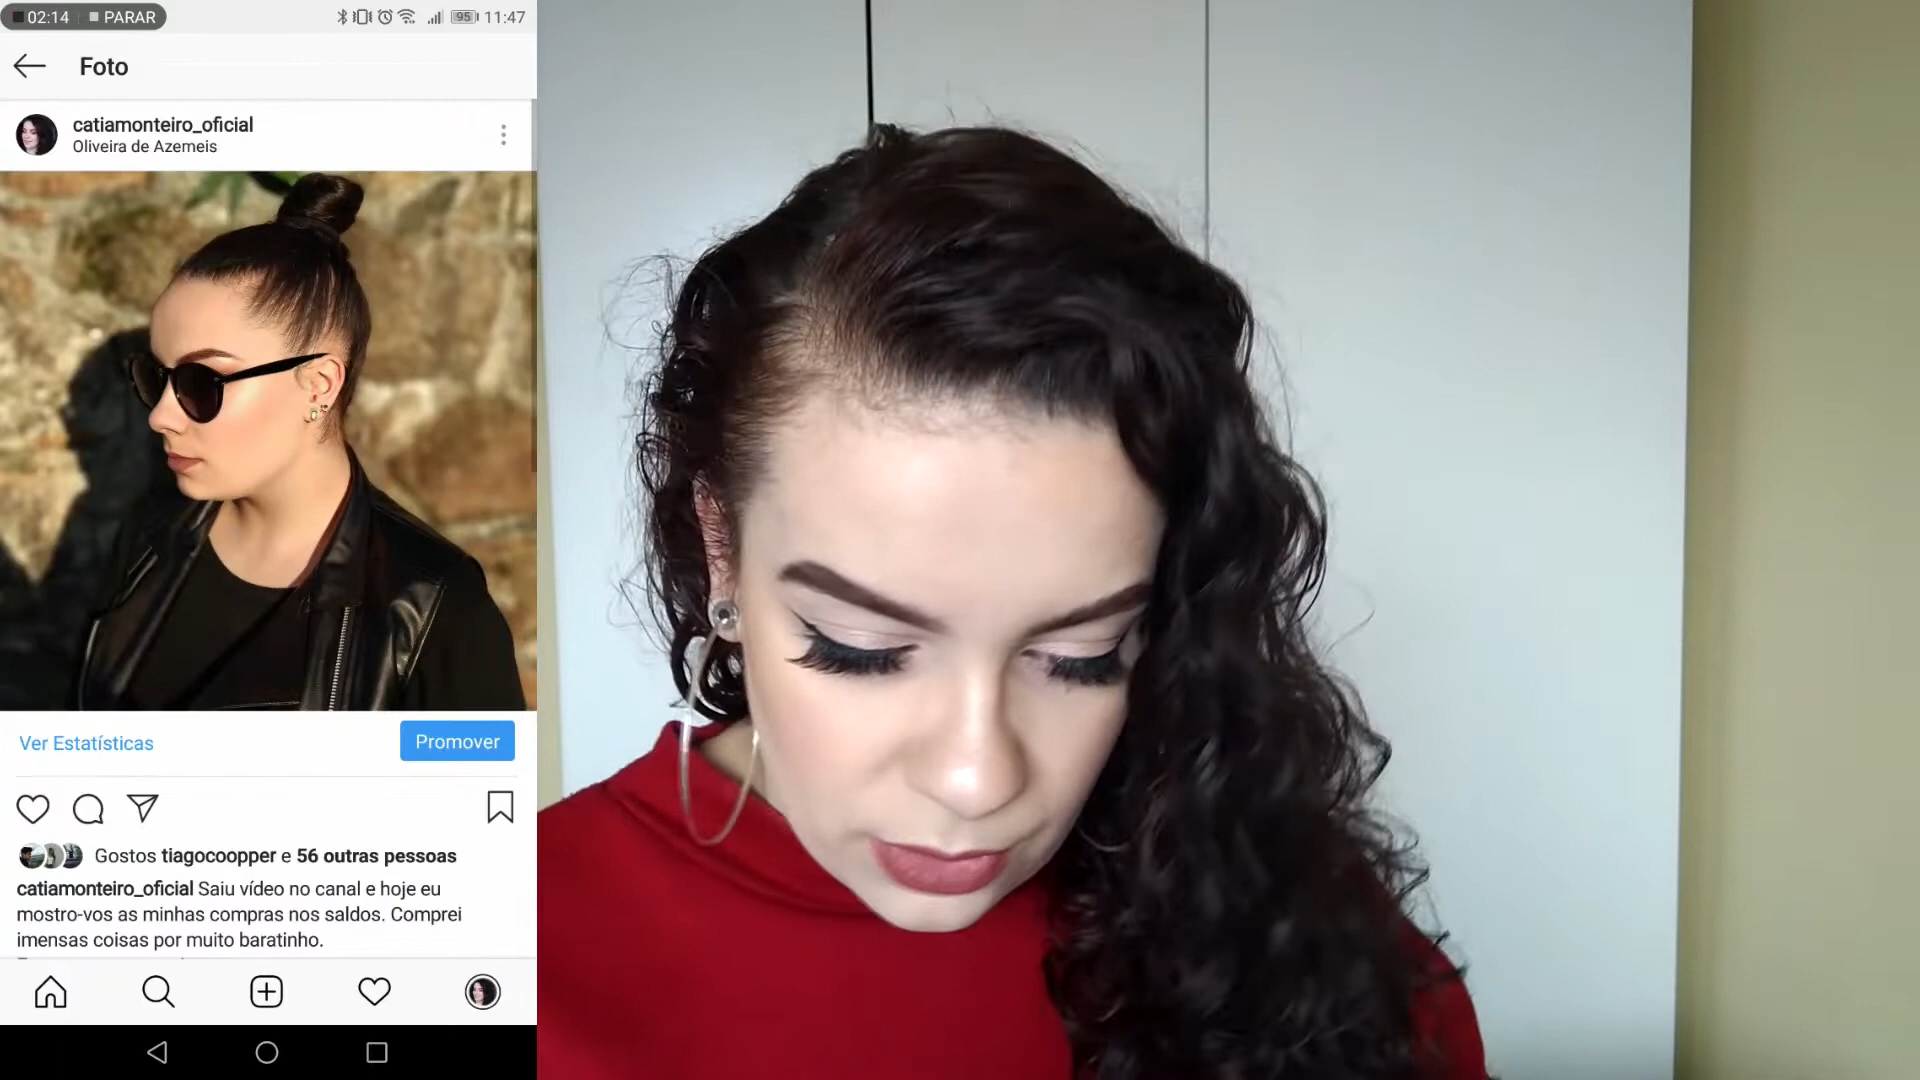 02:14 PARAR 95 11:47
Foto
catiamonteiro_oficial
Oliveira de Azemeis
Ver Estatísticas
Promover
Gostos tiagocoopper e 56 outras pessoas
catiamonteiro_oficial Saiu vídeo no canal e hoje eu
mostro-vos as minhas compras nos saldos. Comprei
imensas coisas por muito baratinho.